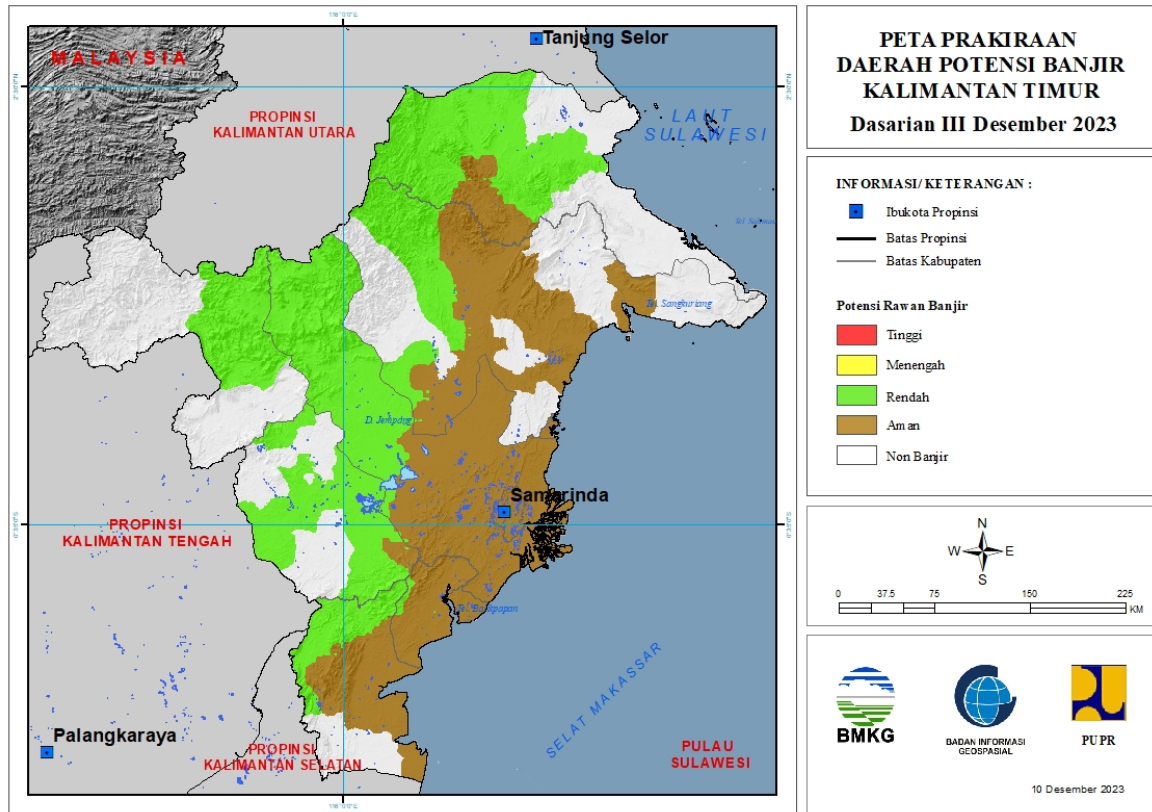 PETA PRAKIRAAN
DAERAH POTENSI BANJIR
KALIMANTAN TIMUR
Dasarian III Desember 2023
INFORMASI/ KETERANGAN :
Ibukota Propinsi
Batas Propinsi
Batas Kabupaten
Potensi Rawan Banjir
Tinggi
Menengah
Rendah
Aman
Non Banjir
N
W E
S
0 37.5 75 150 225
KM
BMKG
BADAN INFORMASI
GEOSPASIAL
PUPR
10 Desember 2023
Tanjung Selor
MALAYSIA
PROPINSI
KALIMANTAN UTARA
LAUT
SULAWESI
Tel. Sangkuriang
D. Jempang
Samarinda
PROPINSI
KALIMANTAN TENGAH
SELAT MAKASSAR
Palangkaraya
PROPINSI
KALIMANTAN SELATAN
PULAU
SULAWESI